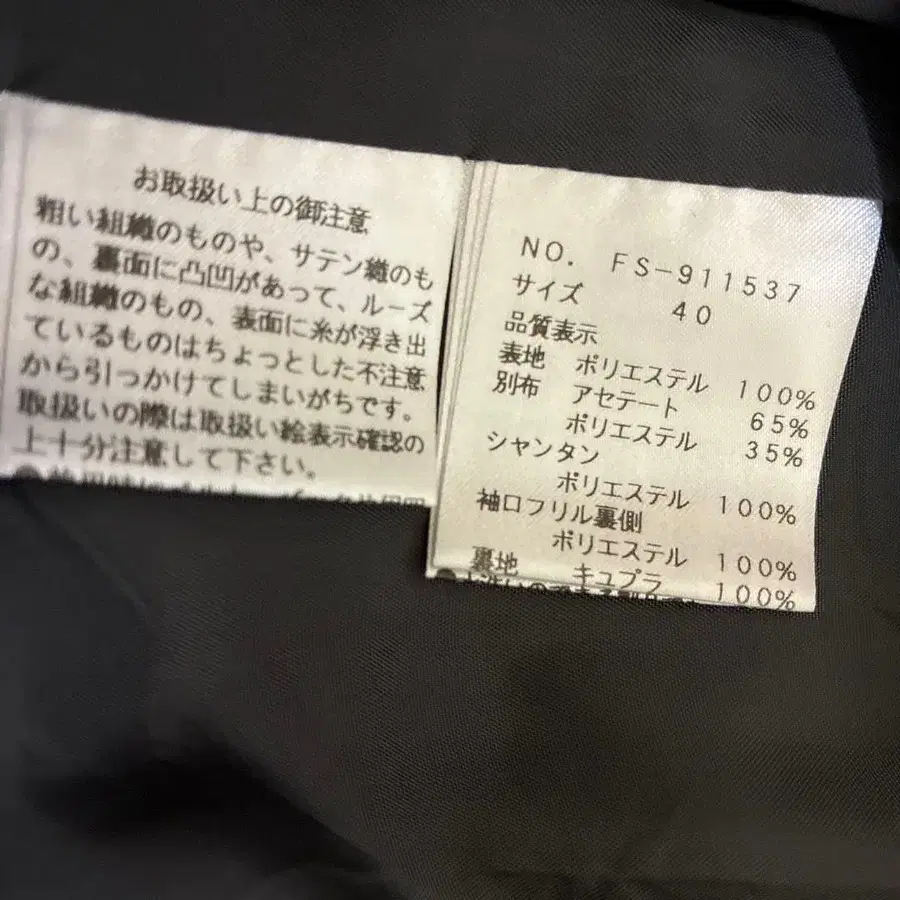 お取扱い上の御注意
粗い組織のものや、サテン織のも
の、裏面に凸凹があって、ルーズ
な組織のもの、表面に糸が浮き出
ているものはちょっとした不注意
から引っかけてしまいがちです。
取扱いの際は取扱い絵表示確認の
上十分注意して下さい。
NO. FS-911537
サイズ 40
品質表示
表地 ポリエステル 100%
別布 アセテート 65%
ポリエステル 35%
シャンタン
ポリエステル 100%
袖口フリル裏側
ポリエステル 100%
裏地 キュプラ 100%